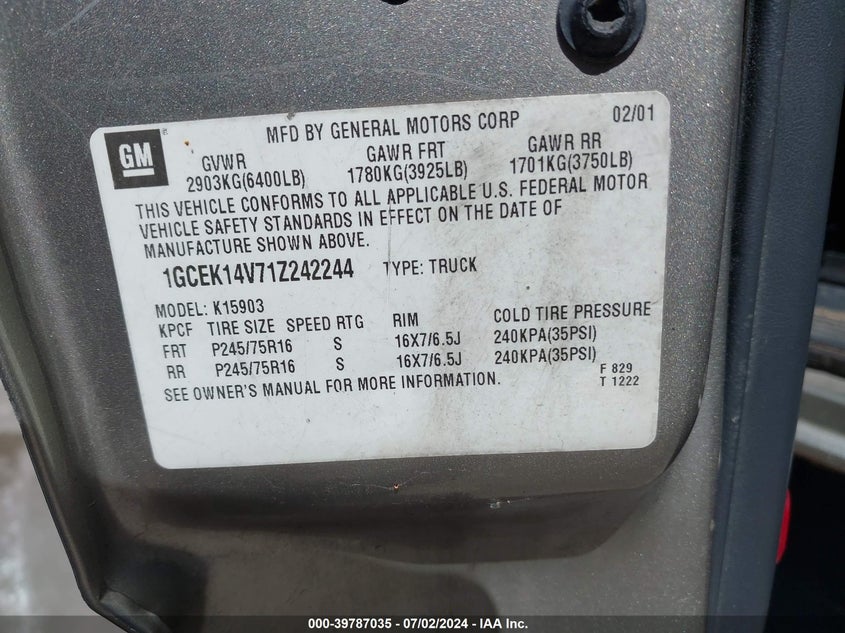 GM
MFD BY GENERAL MOTORS CORP 02/01
GVWR GAWR FRT GAWR RR
2903KG(6400LB) 1780KG(3925LB) 1701KG(3750LB)
THIS VEHICLE CONFORMS TO ALL APPLICABLE U.S. FEDERAL MOTOR
VEHICLE SAFETY STANDARDS IN EFFECT ON THE DATE OF
MANUFACTURE SHOWN ABOVE.
1GCEK14V71Z242244 TYPE: TRUCK
MODEL: K15903
KPCF TIRE SIZE SPEED RTG RIM COLD TIRE PRESSURE
FRT P245/75R16 S 16X7/6.5J 240KPA(35PSI)
RR P245/75R16 S 16X7/6.5J 240KPA(35PSI)
SEE OWNER'S MANUAL FOR MORE INFORMATION.
F 829
T 1222
000-39787035 - 07/02/2024 - IAA Inc.